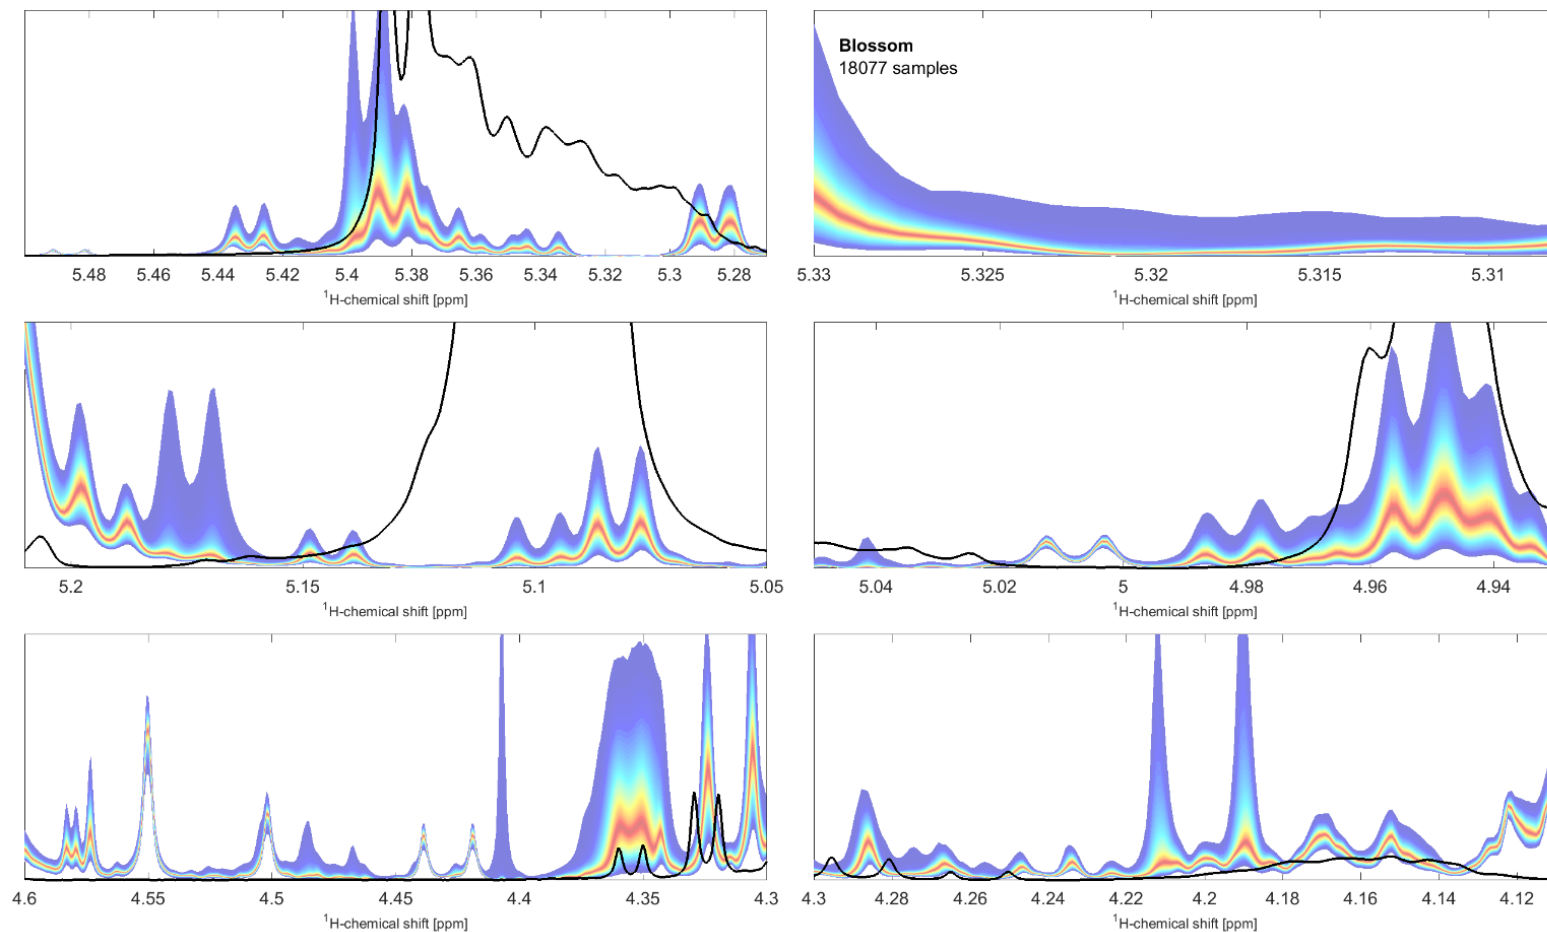 Blossom
18077 samples
5.48 5.46 5.44 5.42 5.4 5.38 5.36 5.34 5.32 5.3 5.28
¹H-chemical shift [ppm]
5.33 5.325 5.32 5.315 5.31
¹H-chemical shift [ppm]
5.2 5.15 5.1 5.05
¹H-chemical shift [ppm]
5.04 5.02 5 4.98 4.96 4.94
¹H-chemical shift [ppm]
4.6 4.55 4.5 4.45 4.4 4.35 4.3
¹H-chemical shift [ppm]
4.3 4.28 4.26 4.24 4.22 4.2 4.18 4.16 4.14 4.12
¹H-chemical shift [ppm]